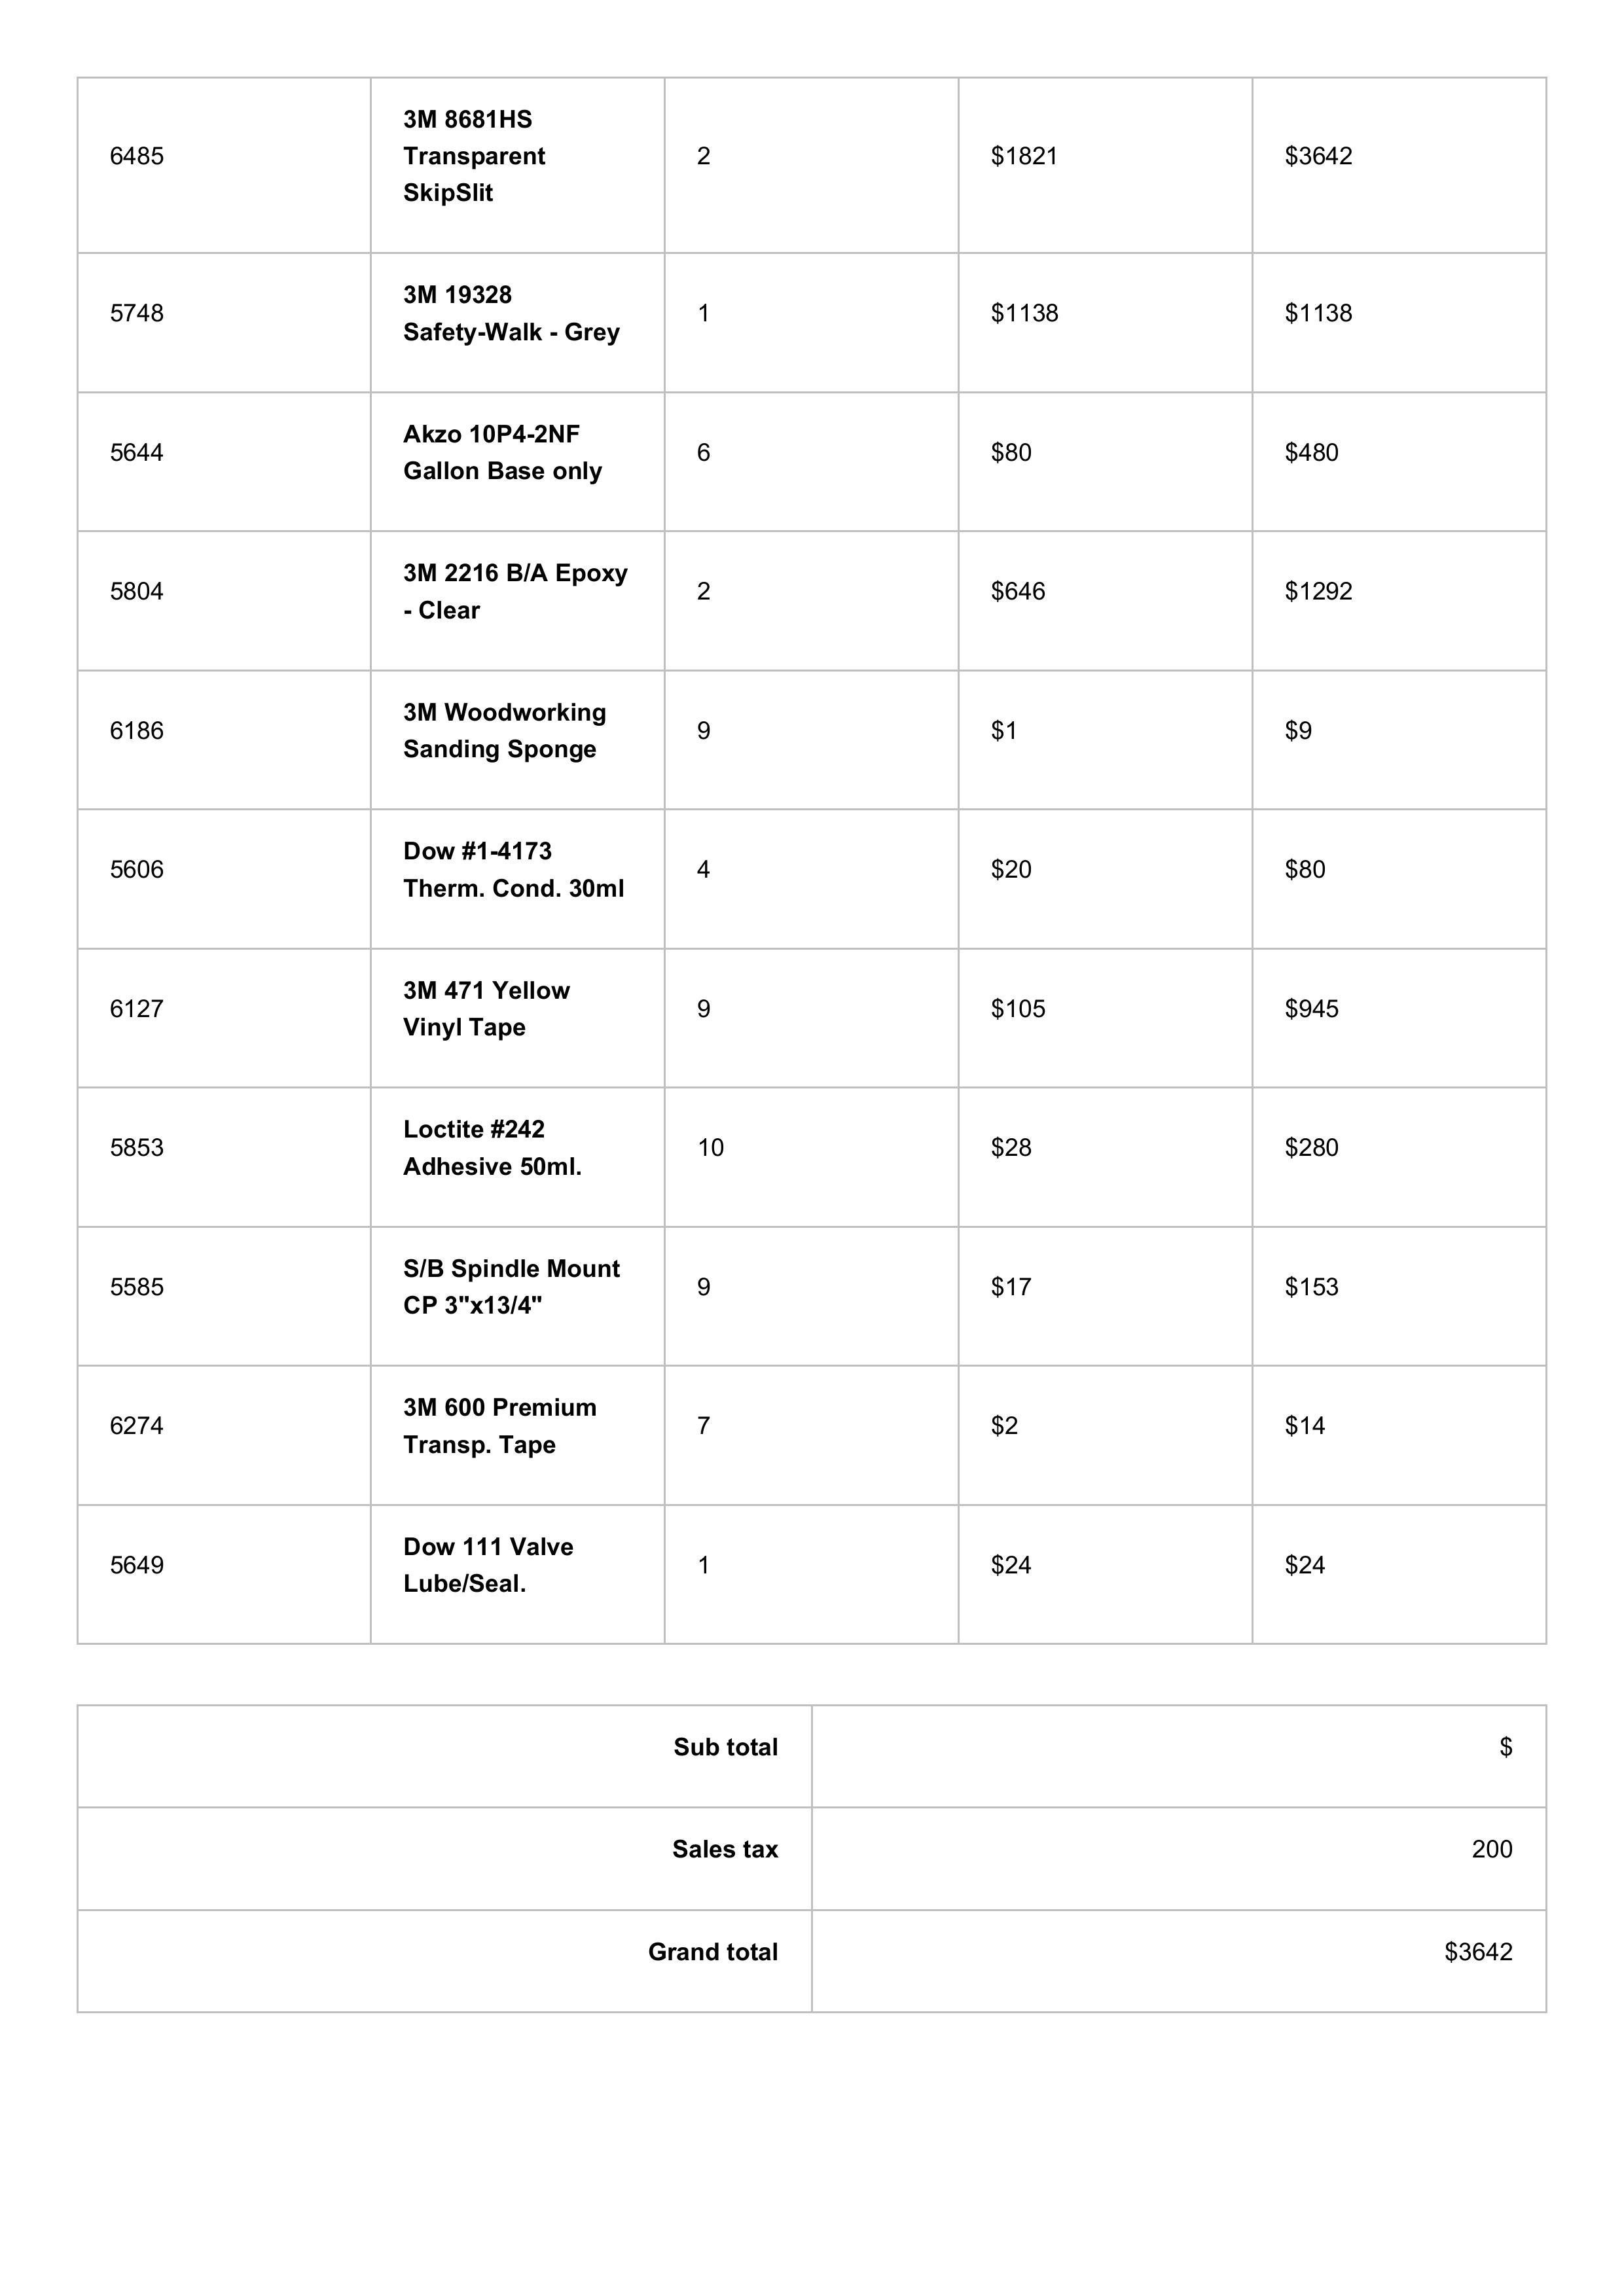 6485 3M 8681HS Transparent SkipSlit 2 $1821 $3642
5748 3M 19328 Safety-Walk - Grey 1 $1138 $1138
5644 Akzo 10P4-2NF Gallon Base only 6 $80 $480
5804 3M 2216 B/A Epoxy - Clear 2 $646 $1292
6186 3M Woodworking Sanding Sponge 9 $1 $9
5606 Dow #1-4173 Therm. Cond. 30ml 4 $20 $80
6127 3M 471 Yellow Vinyl Tape 9 $105 $945
5853 Loctite #242 Adhesive 50ml. 10 $28 $280
5585 S/B Spindle Mount CP 3"x13/4" 9 $17 $153
6274 3M 600 Premium Transp. Tape 7 $2 $14
5649 Dow 111 Valve Lube/Seal. 1 $24 $24
Sub total $
Sales tax 200
Grand total $3642